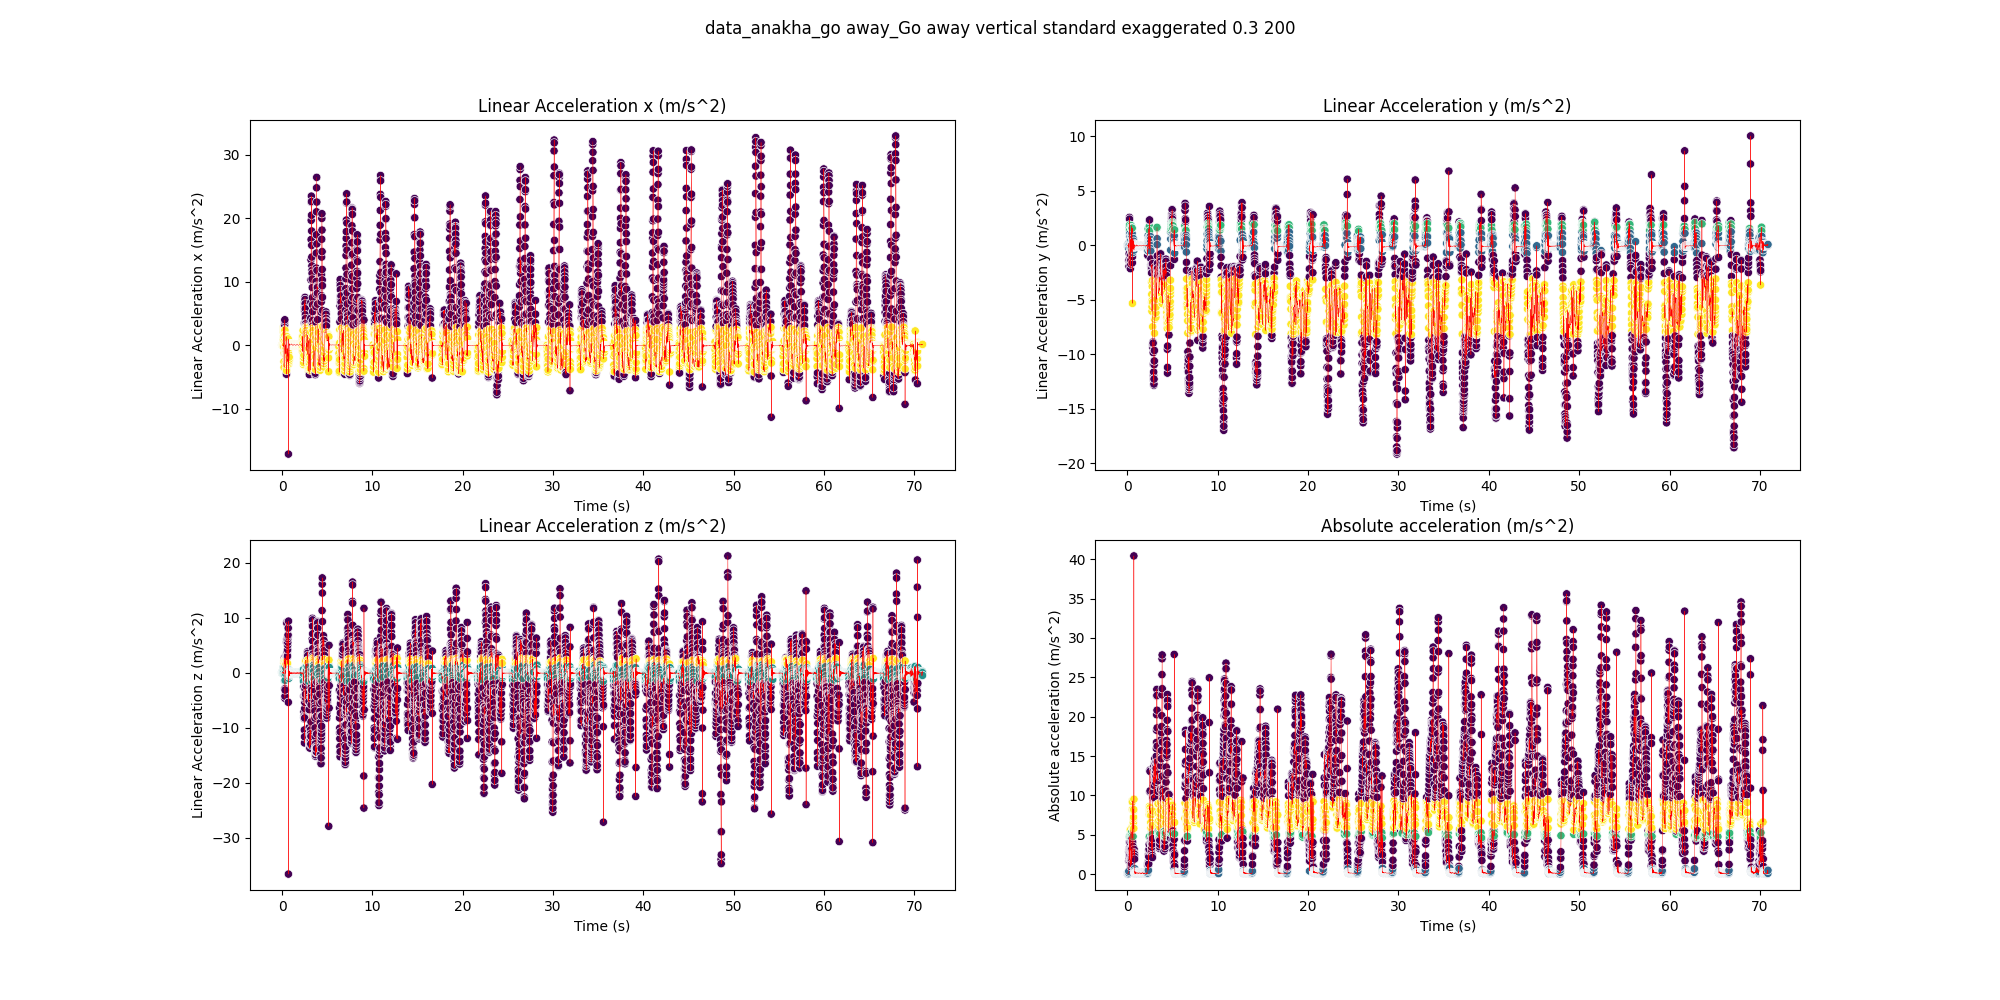 data_anakha_go away_Go away vertical standard exaggerated 0.3 200
Linear Acceleration x (m/s^2)
Linear Acceleration x (m/s^2)
30
20
10
0
−10
0 10 20 30 40 50 60 70
Time (s)
Linear Acceleration y (m/s^2)
Linear Acceleration y (m/s^2)
10
5
0
−5
−10
−15
−20
0 10 20 30 40 50 60 70
Time (s)
Linear Acceleration z (m/s^2)
Linear Acceleration z (m/s^2)
20
10
0
−10
−20
−30
0 10 20 30 40 50 60 70
Time (s)
Absolute acceleration (m/s^2)
Absolute acceleration (m/s^2)
40
35
30
25
20
15
10
5
0
0 10 20 30 40 50 60 70
Time (s)